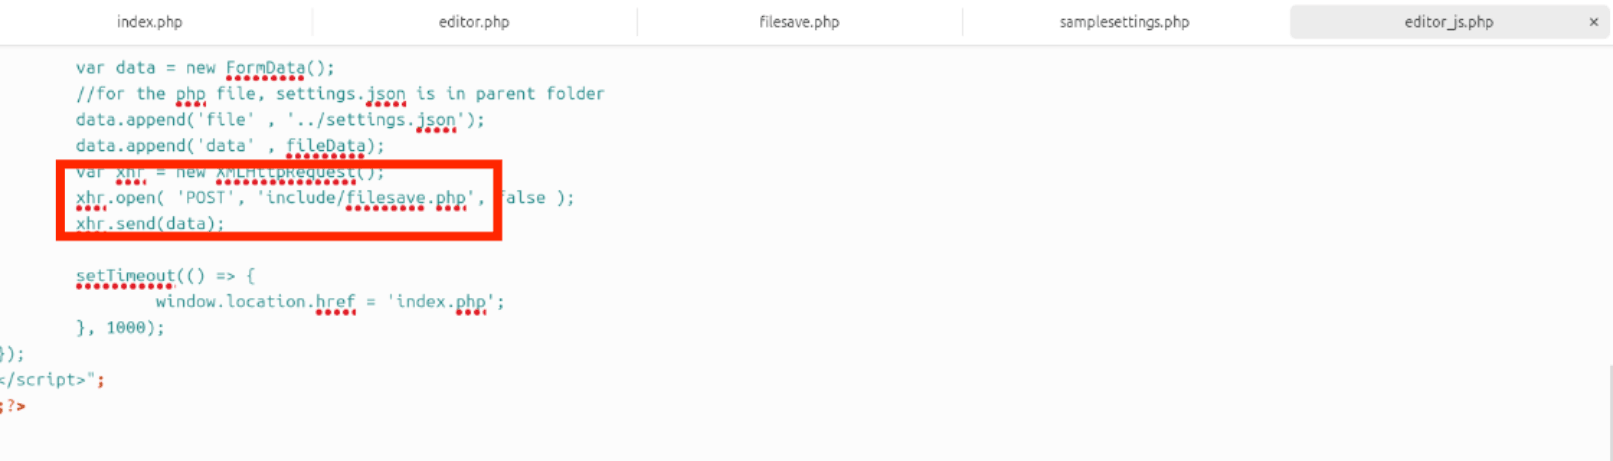 index.php
editor.php
filesave.php
samplesettings.php
editor_js.php ×
var data = new FormData();
//for the php file, settings.json is in parent folder
data.append('file' , '../settings.json');
data.append('data' , fileData);
var xhr = new XMLHttpRequest();
xhr.open( 'POST', 'include/filesave.php', false );
xhr.send(data);
setTimeout(() => {
window.location.href = 'index.php';
}, 1000);
});
</script>";
;?>